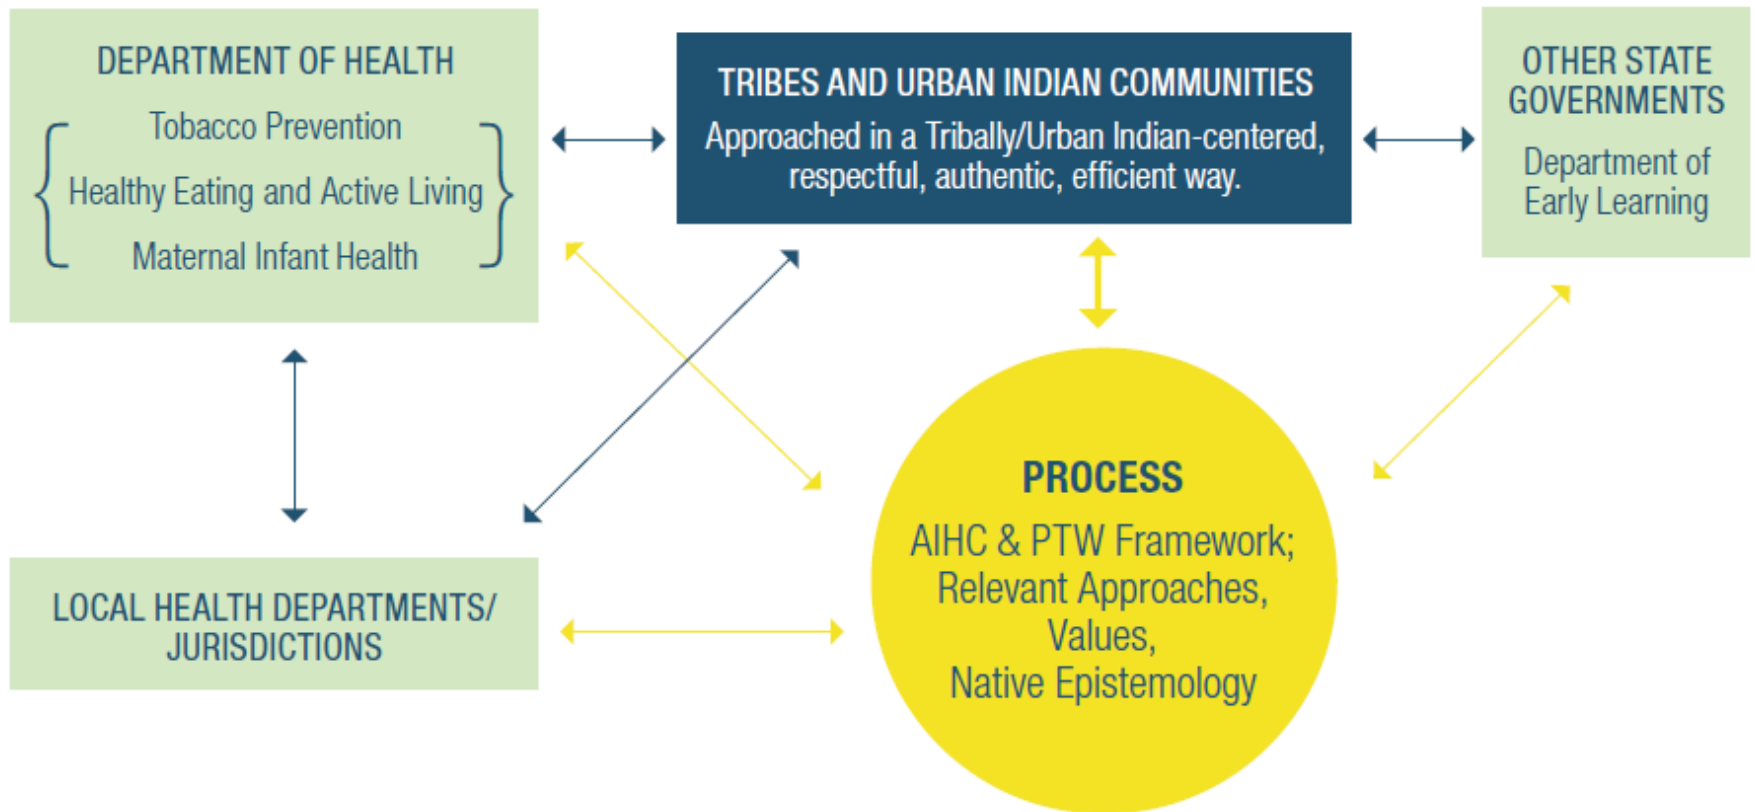 DEPARTMENT OF HEALTH
Tobacco Prevention
Healthy Eating and Active Living
Maternal Infant Health
TRIBES AND URBAN INDIAN COMMUNITIES
Approached in a Tribally/Urban Indian-centered,
respectful, authentic, efficient way.
OTHER STATE
GOVERNMENTS
Department of
Early Learning
LOCAL HEALTH DEPARTMENTS/
JURISDICTIONS
PROCESS
AIHC & PTW Framework;
Relevant Approaches,
Values,
Native Epistemology